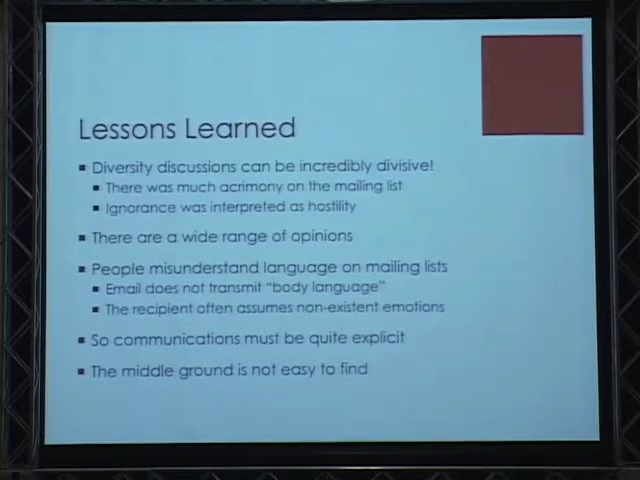 Lessons Learned
Diversity discussions can be incredibly divisive!
There was much acrimony on the mailing list
Ignorance was interpreted as hostility
There are a wide range of opinions
People misunderstand language on mailing lists
Email does not transmit "body language"
The recipient often assumes non-existent emotions
So communications must be quite explicit
The middle ground is not easy to find